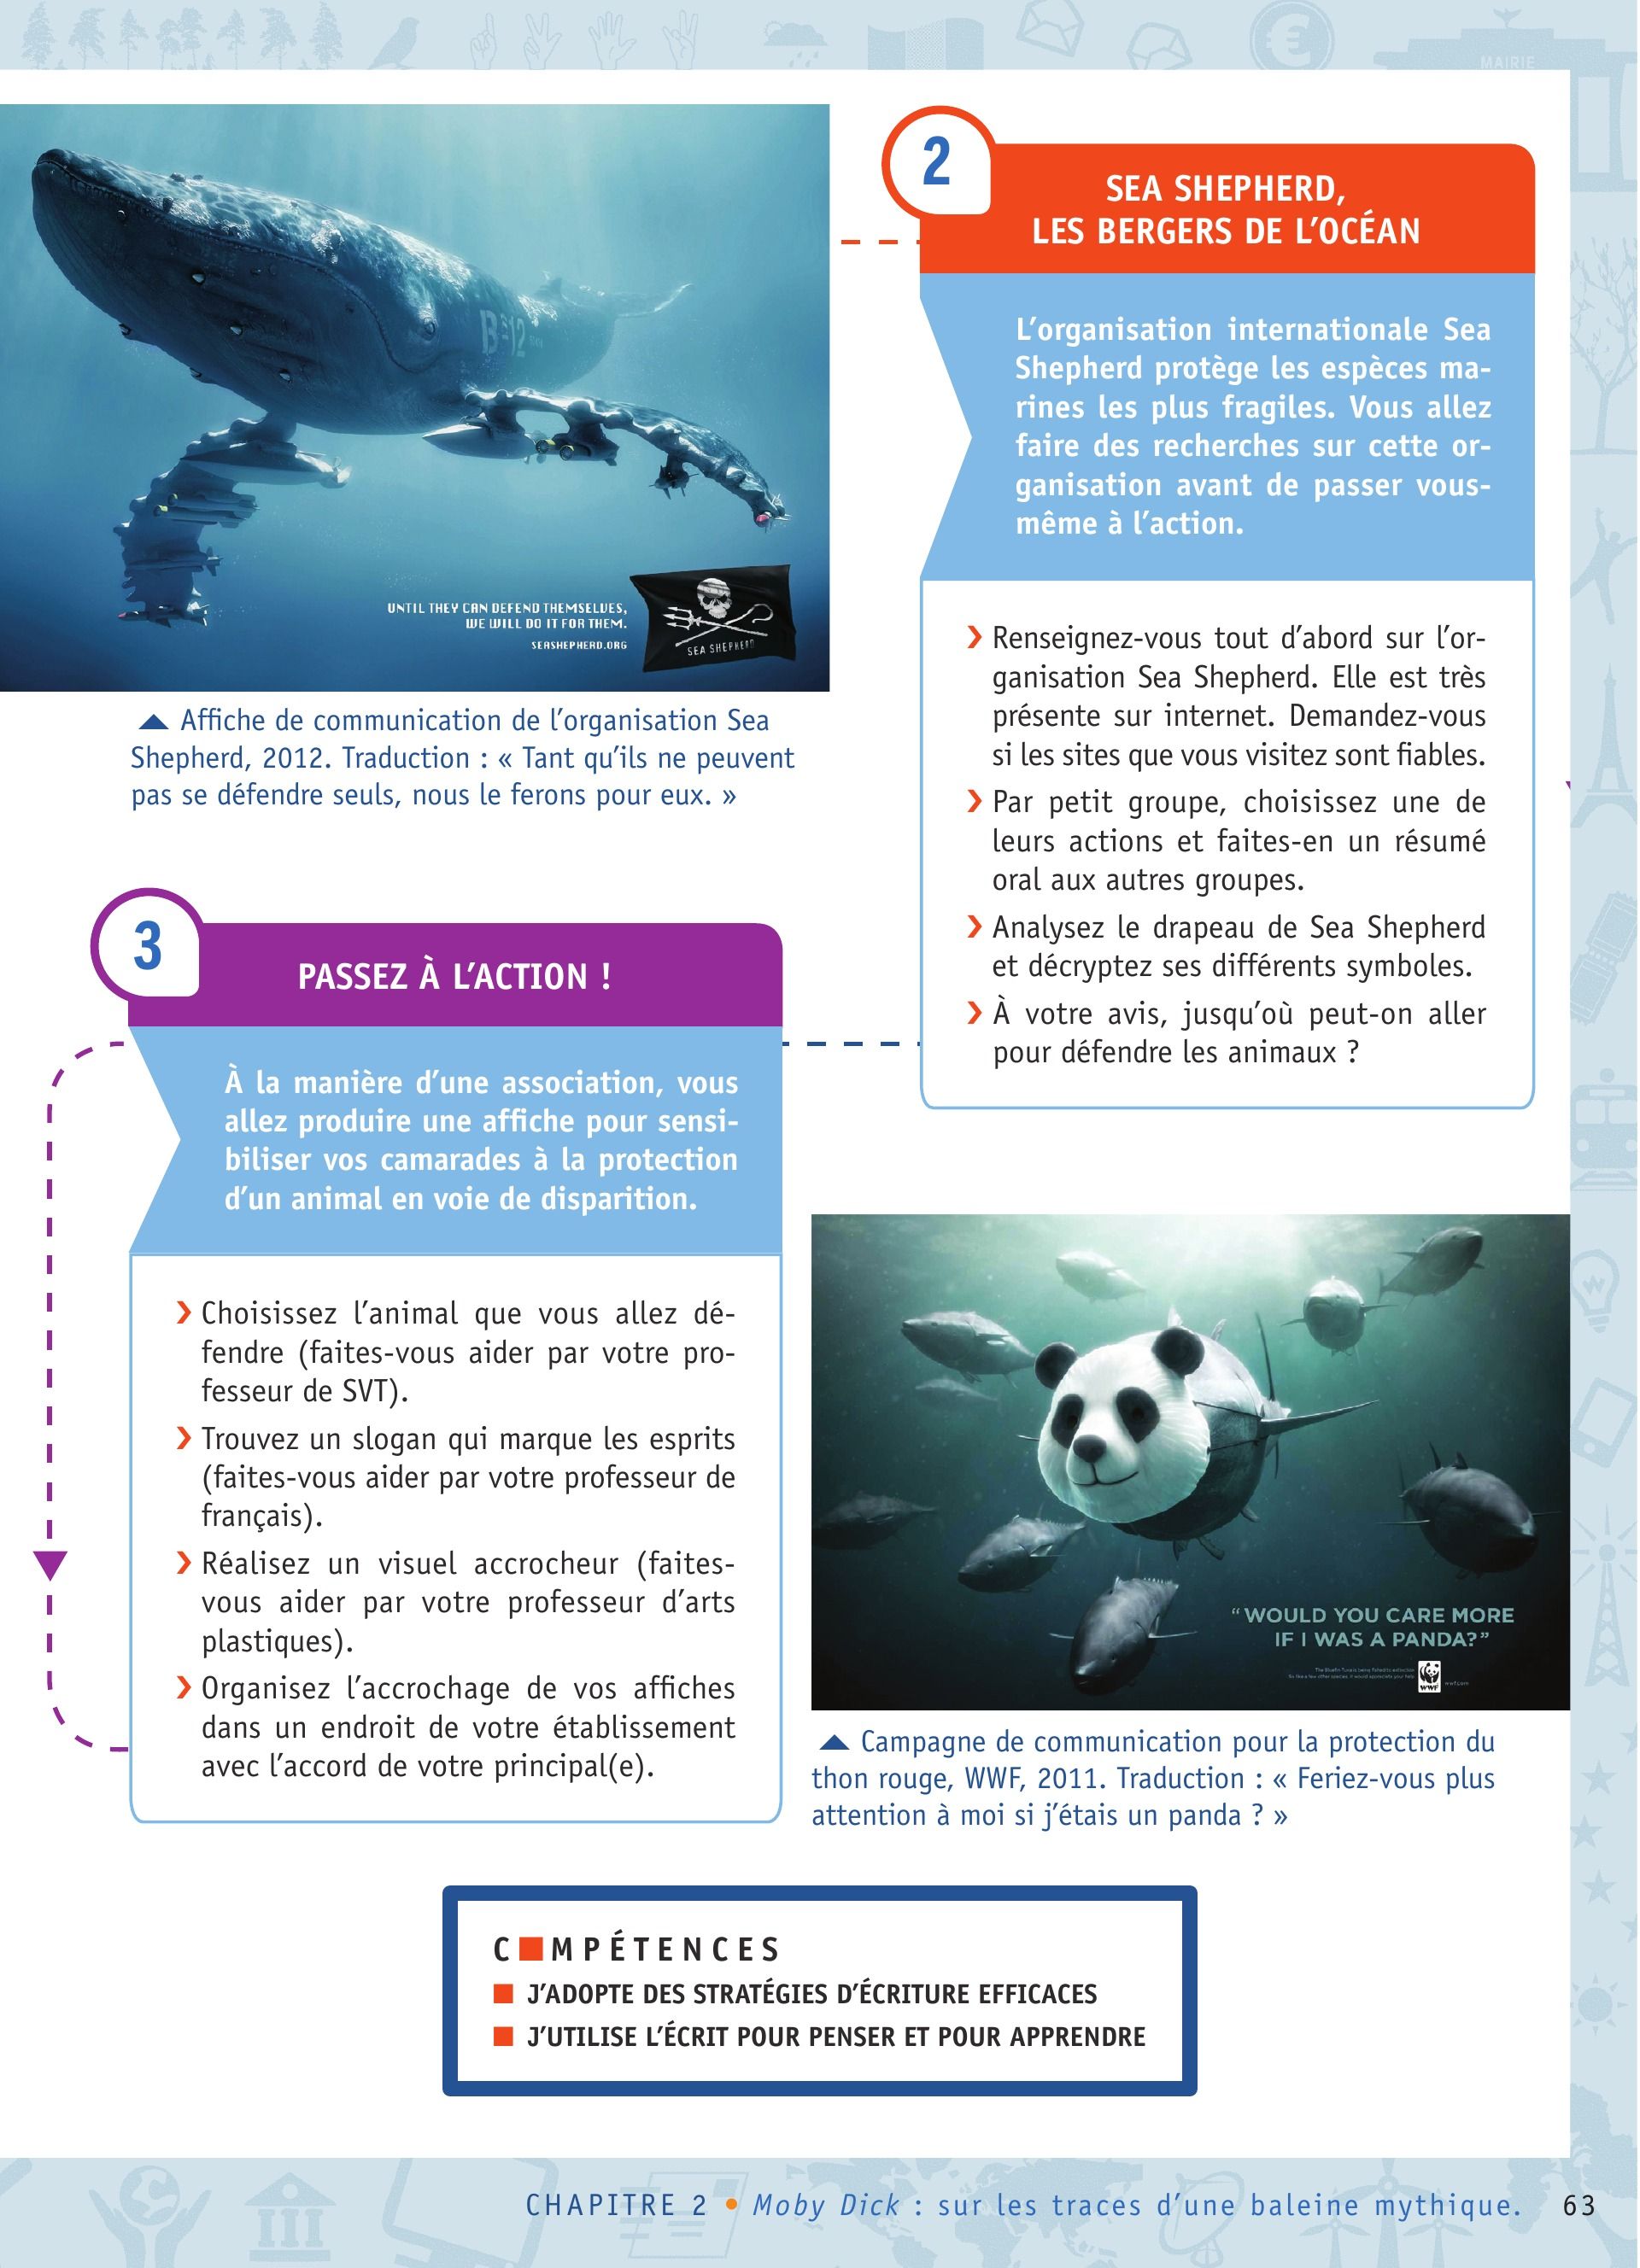 MAIRIE
2
SEA SHEPHERD,
LES BERGERS DE L'OCÉAN
L'organisation internationale Sea
Shepherd protège les espèces ma-
rines les plus fragiles. Vous allez
faire des recherches sur cette or-
ganisation avant de passer vous-
même à l'action.
❯ Renseignez-vous tout d'abord sur l'or-
ganisation Sea Shepherd. Elle est très
présente sur internet. Demandez-vous
si les sites que vous visitez sont fiables.
❯ Par petit groupe, choisissez une de
leurs actions et faites-en un résumé
oral aux autres groupes.
❯ Analysez le drapeau de Sea Shepherd
et décryptez ses différents symboles.
❯ À votre avis, jusqu'où peut-on aller
pour défendre les animaux ?
UNTIL THEY CAN DEFEND THEMSELVES,
WE WILL DO IT FOR THEM.
SEASHEPHERD.ORG
SEA SHEPHERD
Affiche de communication de l'organisation Sea
Shepherd, 2012. Traduction : « Tant qu'ils ne peuvent
pas se défendre seuls, nous le ferons pour eux. »
3
PASSEZ À L'ACTION !
À la manière d'une association, vous
allez produire une affiche pour sensi-
biliser vos camarades à la protection
d'un animal en voie de disparition.
❯ Choisissez l'animal que vous allez dé-
fendre (faites-vous aider par votre pro-
fesseur de SVT).
❯ Trouvez un slogan qui marque les esprits
(faites-vous aider par votre professeur de
français).
❯ Réalisez un visuel accrocheur (faites-
vous aider par votre professeur d'arts
plastiques).
❯ Organisez l'accrochage de vos affiches
dans un endroit de votre établissement
avec l'accord de votre principal(e).
"WOULD YOU CARE MORE
IF I WAS A PANDA?"
WWF
Campagne de communication pour la protection du
thon rouge, WWF, 2011. Traduction : « Feriez-vous plus
attention à moi si j'étais un panda ? »
C■MPÉTENCES
■ J'ADOPTE DES STRATÉGIES D'ÉCRITURE EFFICACES
■ J'UTILISE L'ÉCRIT POUR PENSER ET POUR APPRENDRE
CHAPITRE 2 • Moby Dick : sur les traces d'une baleine mythique. 63